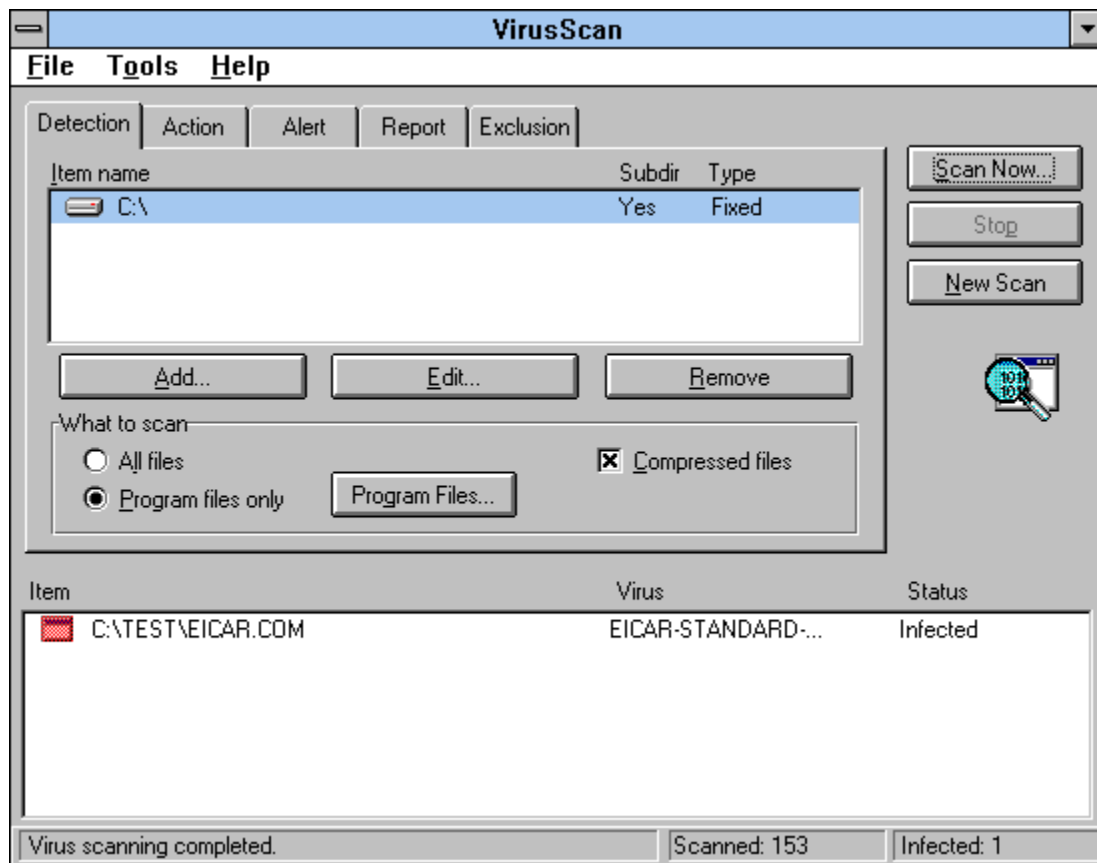 VirusScan
File Tools Help
Detection Action Alert Report Exclusion
Item name Subdir Type
C:\ Yes Fixed
Scan Now...
Stop
New Scan
Add... Edit... Remove
101
101
What to scan
All files
Compressed files
Program files only
Program Files...
Item Virus Status
C:\TEST\EICAR.COM EICAR-STANDARD-... Infected
Virus scanning completed. Scanned: 153 Infected: 1